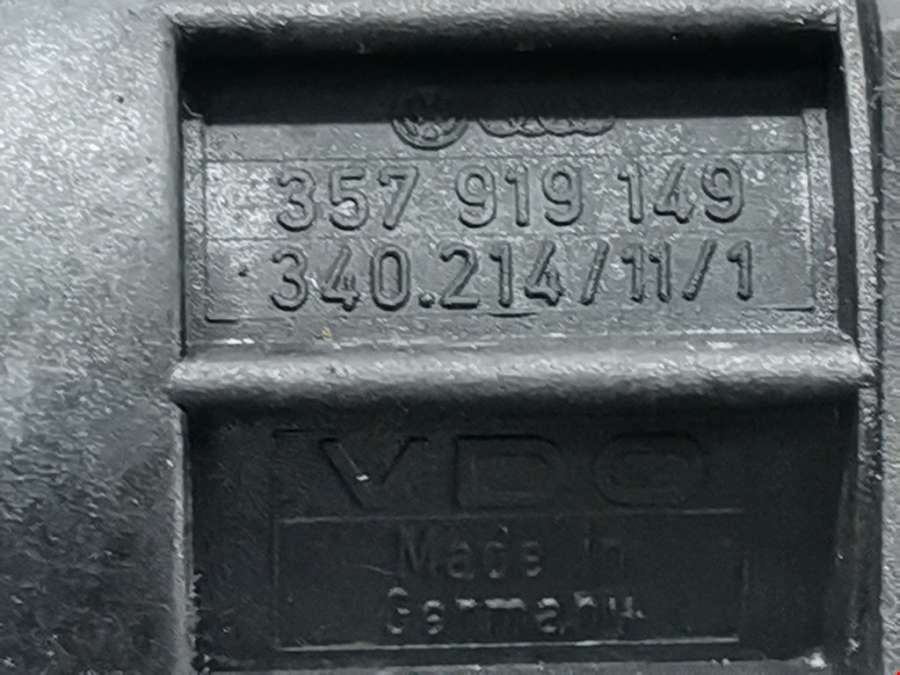 357 919 149
340.214/11/1
VDO
Made in
Germany